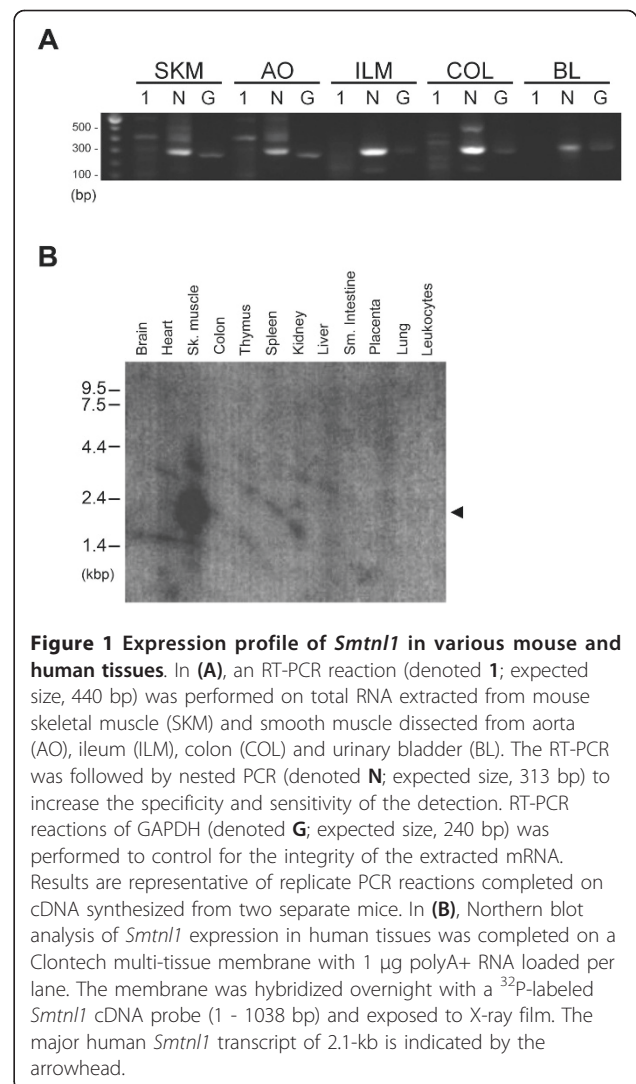 A
SKM AO ILM COL BL
1 N G 1 N G 1 N G 1 N G 1 N G
500 -
300 -
100 -
(bp)
B
Brain Heart Sk. muscle Colon Thymus Spleen Kidney Liver Sm. Intestine Placenta Lung Leukocytes
9.5
7.5
4.4
2.4
1.4
(kbp)
Figure 1 Expression profile of Smtnl1 in various mouse and
human tissues. In (A), an RT-PCR reaction (denoted 1; expected
size, 440 bp) was performed on total RNA extracted from mouse
skeletal muscle (SKM) and smooth muscle dissected from aorta
(AO), ileum (ILM), colon (COL) and urinary bladder (BL). The RT-PCR
was followed by nested PCR (denoted N; expected size, 313 bp) to
increase the specificity and sensitivity of the detection. RT-PCR
reactions of GAPDH (denoted G; expected size, 240 bp) was
performed to control for the integrity of the extracted mRNA.
Results are representative of replicate PCR reactions completed on
cDNA synthesized from two separate mice. In (B), Northern blot
analysis of Smtnl1 expression in human tissues was completed on a
Clontech multi-tissue membrane with 1 μg polyA+ RNA loaded per
lane. The membrane was hybridized overnight with a ³²P-labeled
Smtnl1 cDNA probe (1 - 1038 bp) and exposed to X-ray film. The
major human Smtnl1 transcript of 2.1-kb is indicated by the
arrowhead.